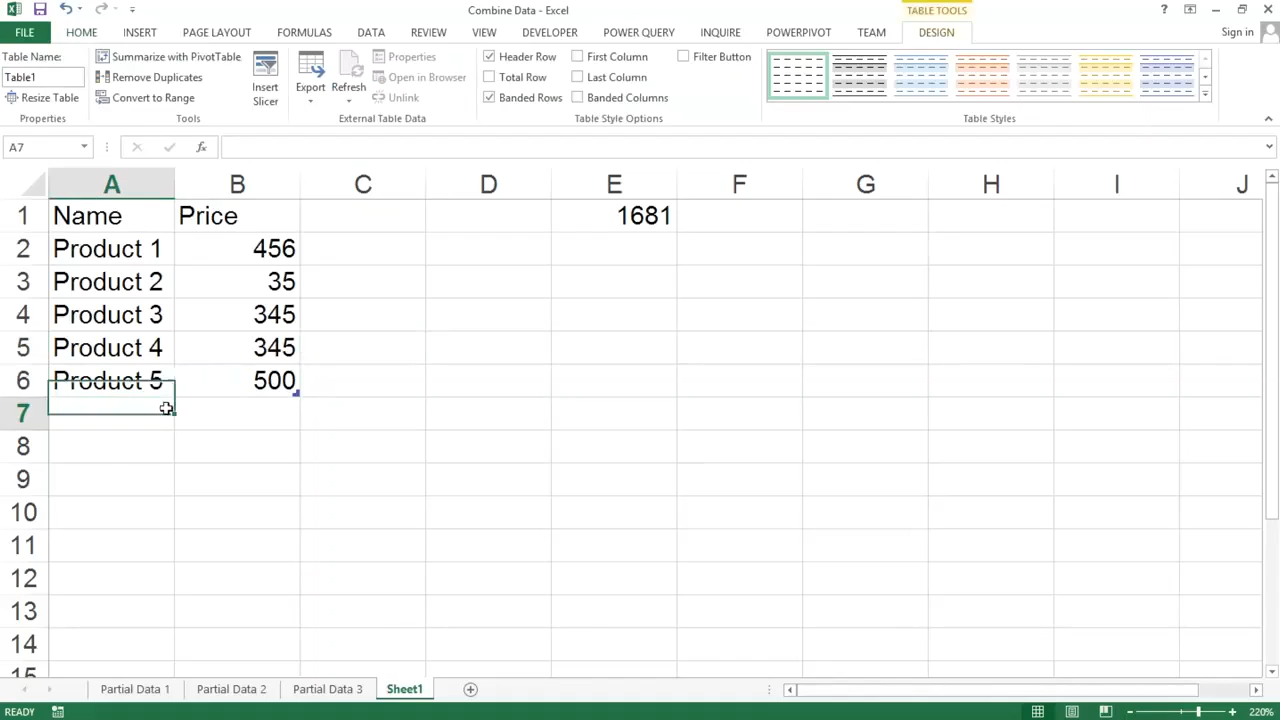 Combine Data - Excel
TABLE TOOLS
?
FILE HOME INSERT PAGE LAYOUT FORMULAS DATA REVIEW VIEW DEVELOPER POWER QUERY INQUIRE POWERPIVOT TEAM DESIGN Sign in
Table Name: Summarize with PivotTable Properties Header Row First Column Filter Button
Table1 Remove Duplicates Insert Slicer Export Refresh Open in Browser Total Row Last Column
Resize Table Convert to Range Unlink Banded Rows Banded Columns
Properties Tools External Table Data Table Style Options Table Styles
A7 fx
A B C D E F G H I J
1 Name Price 1681
2 Product 1 456
3 Product 2 35
4 Product 3 345
5 Product 4 345
6 Product 5 500
7
8
9
10
11
12
13
14
15
Partial Data 1 Partial Data 2 Partial Data 3 Sheet1
READY 220%